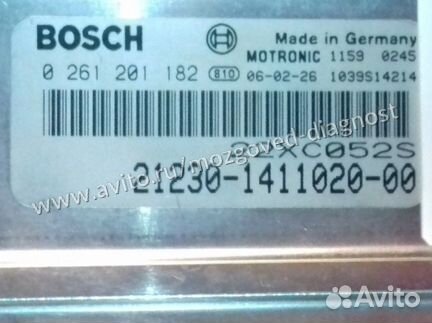 BOSCH
Made in Germany
MOTRONIC 1159 0245
0 261 201 182 810 06-02-26 1039S14214
22XC052S
21230-1411020-00
www.avito.ru/mozgoved-diagnost
Avito